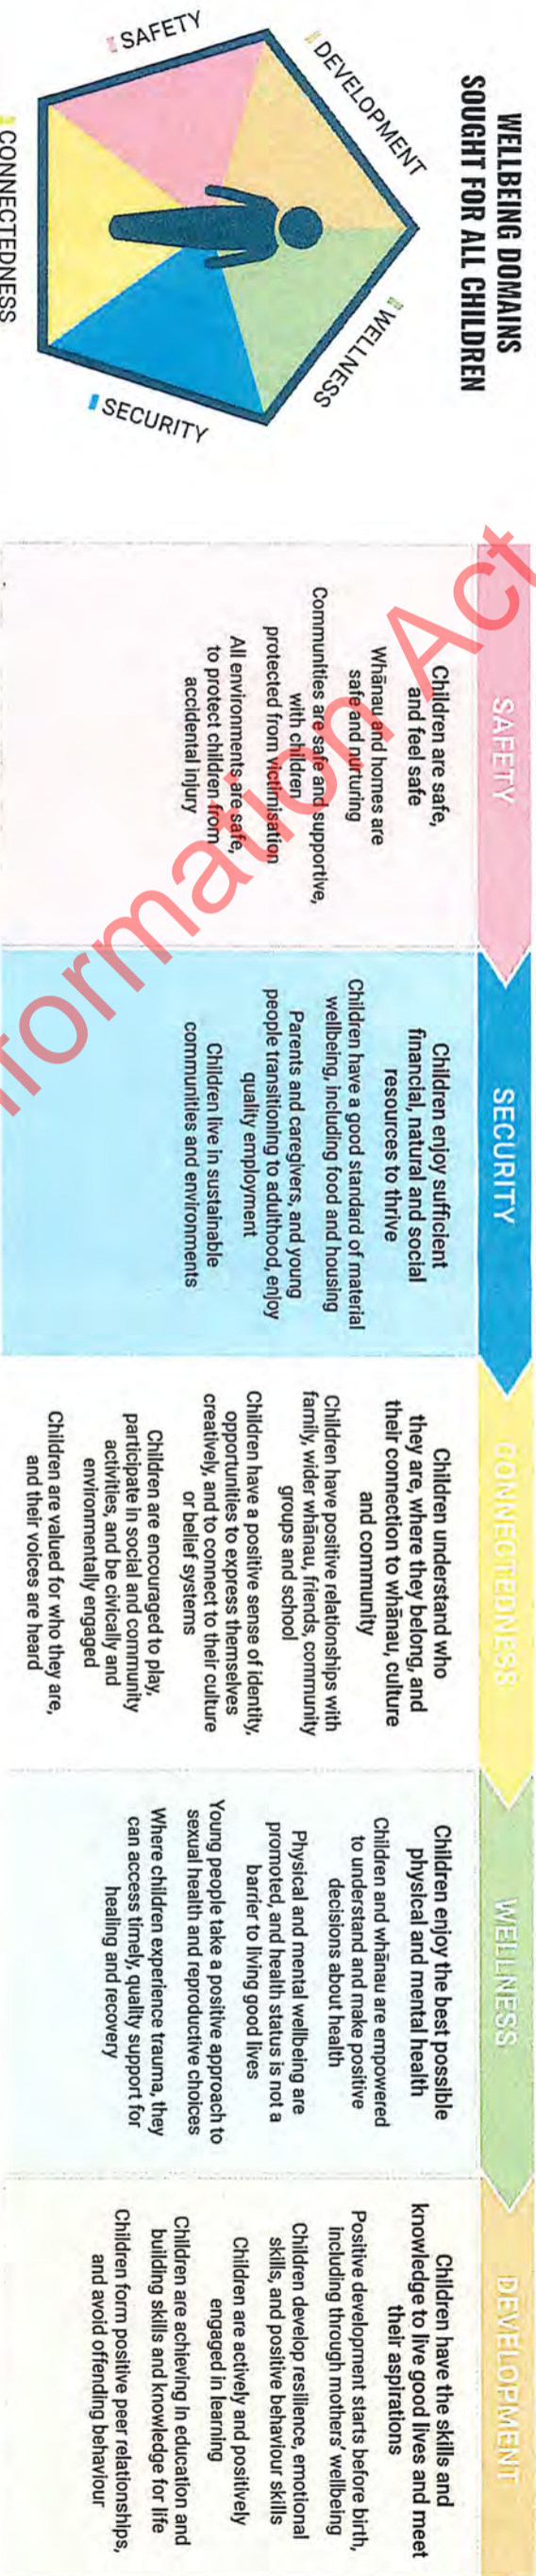 WELLBEING DOMAINS
SOUGHT FOR ALL CHILDREN
SAFETY
DEVELOPMENT
WELLNESS
SECURITY
CONNECTEDNESS
SAFETY
Children are safe,
and feel safe
Whānau and homes are
safe and nurturing
Communities are safe and supportive,
with children
protected from victimisation
All environments are safe,
to protect children from
accidental injury
SECURITY
Children enjoy sufficient
financial, natural and social
resources to thrive
Children have a good standard of material
wellbeing, including food and housing
Parents and caregivers, and young
people transitioning to adulthood, enjoy
quality employment
Children live in sustainable
communities and environments
CONNECTEDNESS
Children understand who
they are, where they belong, and
their connection to whānau, culture
and community
Children have positive relationships with
family, wider whānau, friends, community
groups and school
Children have a positive sense of identity,
opportunities to express themselves
creatively, and to connect to their culture
or belief systems
Children are encouraged to play,
participate in social and community
activities, and be civically and
environmentally engaged
Children are valued for who they are,
and their voices are heard
WELLNESS
Children enjoy the best possible
physical and mental health
Children and whānau are empowered
to understand and make positive
decisions about health
Physical and mental wellbeing are
promoted, and health status is not a
barrier to living good lives
Young people take a positive approach to
sexual health and reproductive choices
Where children experience trauma, they
can access timely, quality support for
healing and recovery
DEVELOPMENT
Children have the skills and
knowledge to live good lives and meet
their aspirations
Positive development starts before birth,
including through mothers' wellbeing
Children develop resilience, emotional
skills, and positive behaviour skills
Children are actively and positively
engaged in learning
Children are achieving in education and
building skills and knowledge for life
Children form positive peer relationships,
and avoid offending behaviour
formation Act